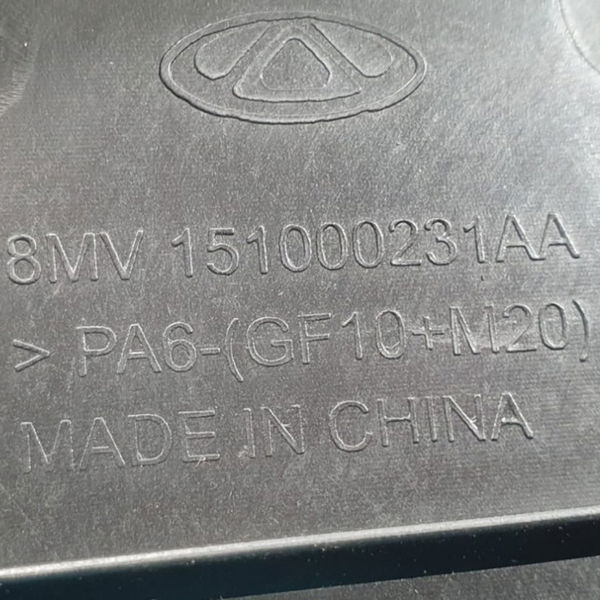 8MV 151000231AA
> PA6-(GF10+M20)
MADE IN CHINA